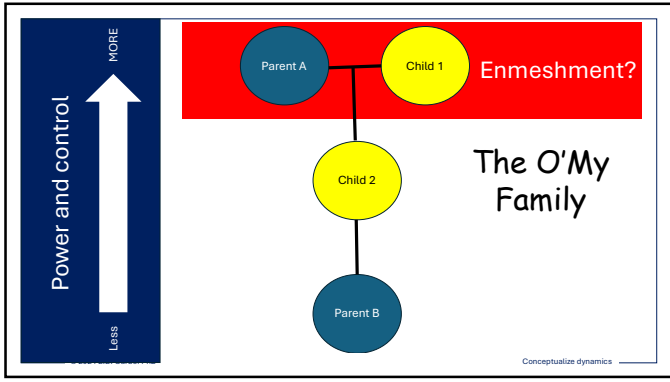 MORE
Power and control
Less
Parent A
Child 1
Enmeshment?
Child 2
The O'My
Family
Parent B
Conceptualize dynamics